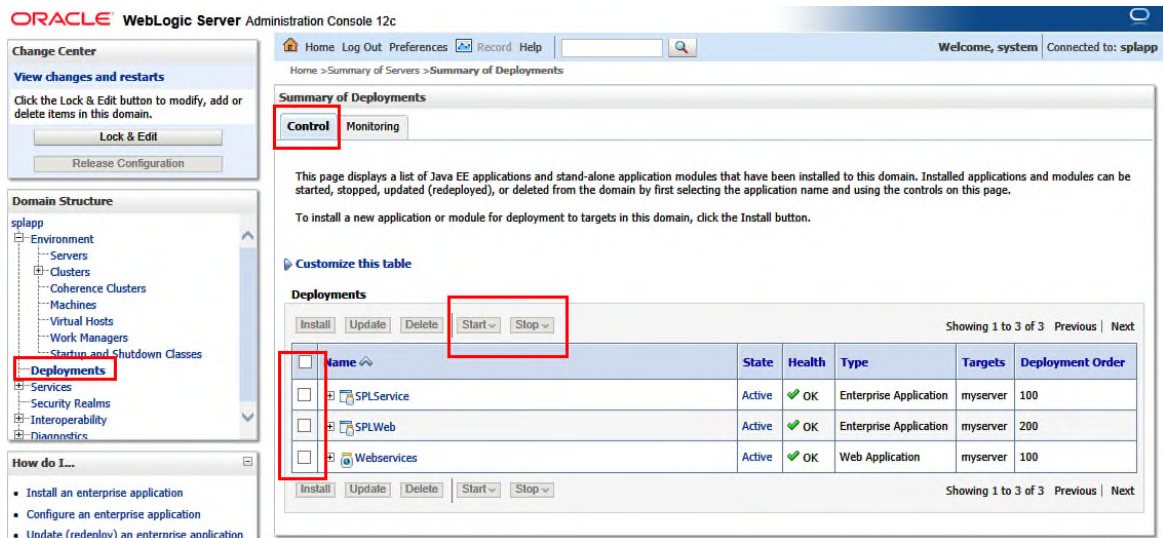 ORACLE WebLogic Server Administration Console 12c
Change Center
View changes and restarts
Click the Lock & Edit button to modify, add or
delete items in this domain.
Lock & Edit
Release Configuration
Domain Structure
splapp
Environment
Servers
Clusters
Coherence Clusters
Machines
Virtual Hosts
Work Managers
Startup and Shutdown Classes
Deployments
Services
Security Realms
Interoperability
Diagnostics
How do I...
• Install an enterprise application
• Configure an enterprise application
• Update (redeploy) an enterprise application
Home Log Out Preferences Record Help
Welcome, system Connected to: splapp
Home >Summary of Servers >Summary of Deployments
Summary of Deployments
Control Monitoring
This page displays a list of Java EE applications and stand-alone application modules that have been installed to this domain. Installed applications and modules can be
started, stopped, updated (redeployed), or deleted from the domain by first selecting the application name and using the controls on this page.
To install a new application or module for deployment to targets in this domain, click the Install button.
Customize this table
Deployments
Install Update Delete Start Stop Showing 1 to 3 of 3 Previous | Next
Name State Health Type Targets Deployment Order
SPLService Active OK Enterprise Application myserver 100
SPLWeb Active OK Enterprise Application myserver 200
Webservices Active OK Web Application myserver 100
Install Update Delete Start Stop Showing 1 to 3 of 3 Previous | Next